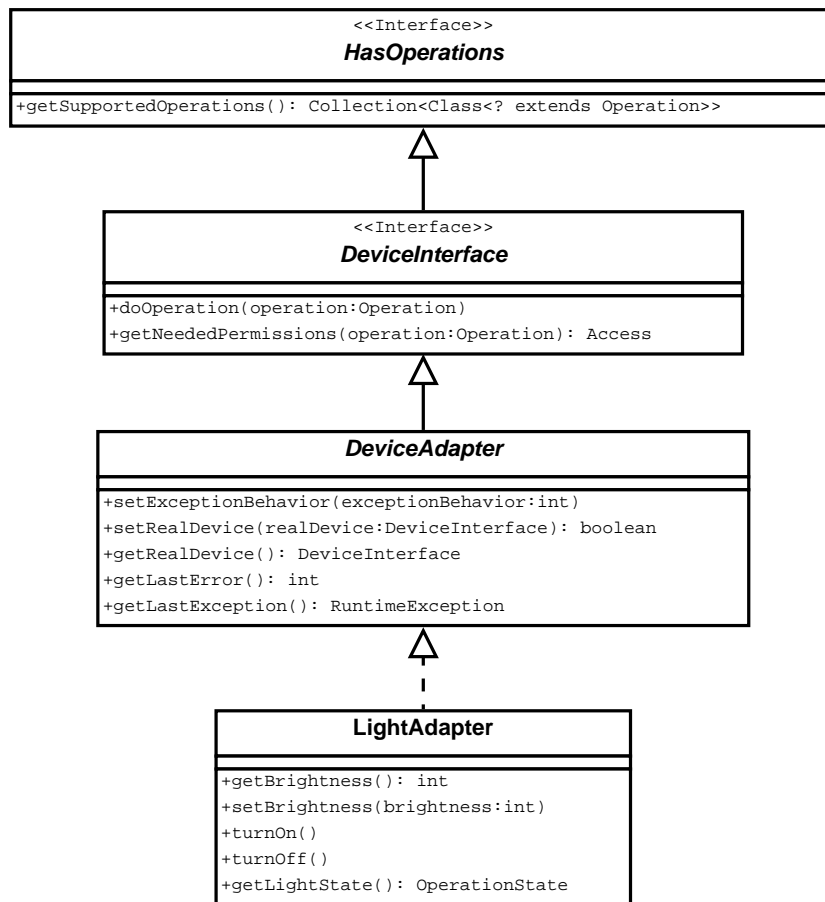 <<Interface>>
HasOperations
+getSupportedOperations(): Collection<Class<? extends Operation>>
<<Interface>>
DeviceInterface
+doOperation(operation:Operation)
+getNeededPermissions(operation:Operation): Access
DeviceAdapter
+setExceptionBehavior(exceptionBehavior:int)
+setRealDevice(realDevice:DeviceInterface): boolean
+getRealDevice(): DeviceInterface
+getLastError(): int
+getLastException(): RuntimeException
LightAdapter
+getBrightness(): int
+setBrightness(brightness:int)
+turnOn()
+turnOff()
+getLightState(): OperationState